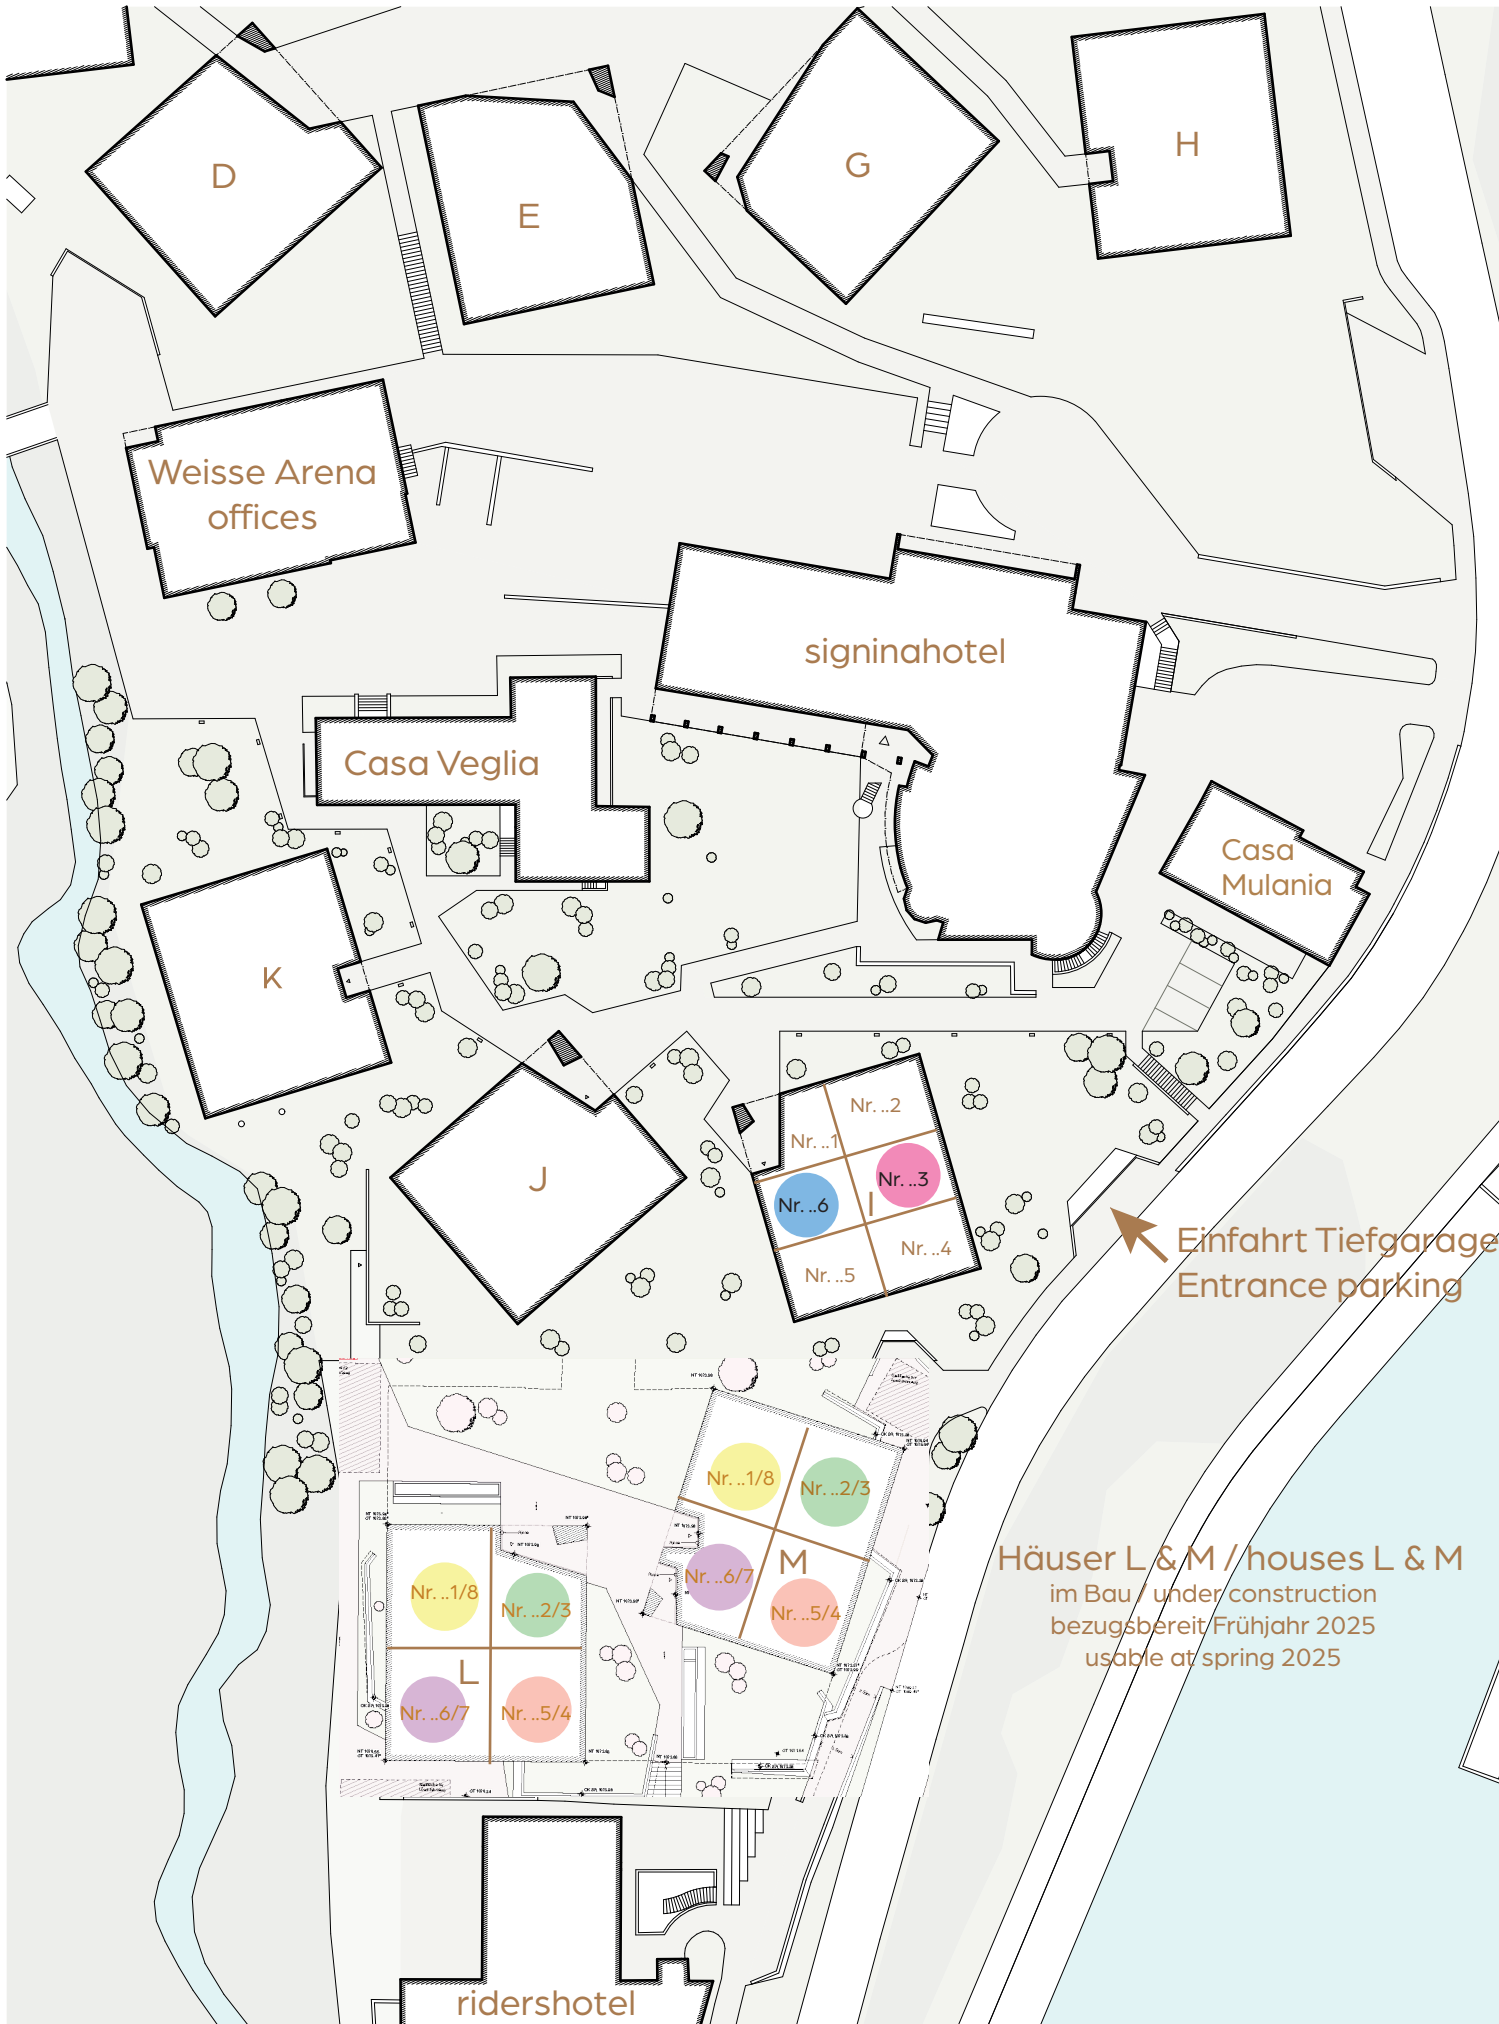 D
E
G
H
Weisse Arena
offices
signinahotel
Casa Veglia
Casa
Mulania
K
J
Nr. ..2
Nr. ..1
Nr. ..3
Nr. ..6
I
Nr. ..4
Nr. ..5
Einfahrt Tiefgarage
Entrance parking
Nr. ..1/8
Nr. ..2/3
M
Nr. ..6/7
Nr. ..5/4
Häuser L & M / houses L & M
im Bau / under construction
bezugsbereit Frühjahr 2025
usable at spring 2025
Nr. ..1/8
Nr. ..2/3
L
Nr. ..6/7
Nr. ..5/4
ridershotel